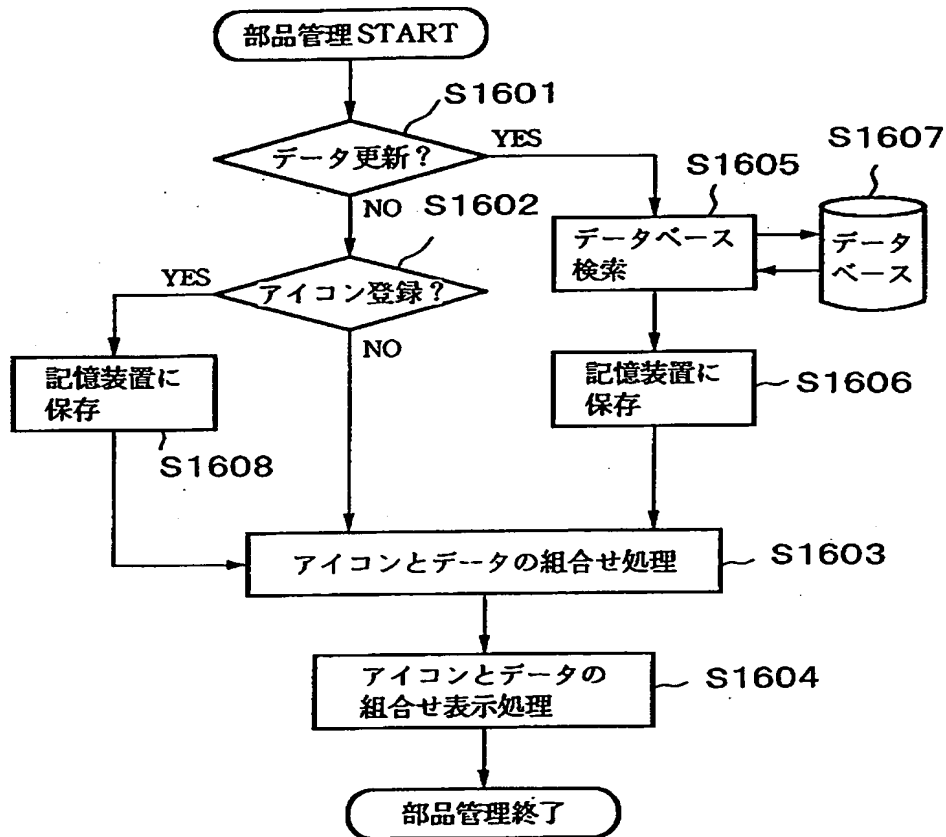 部品管理START
S1601
データ更新？
YES
S1607
S1605
NO
S1602
データベース
検索
データ
ベース
YES
アイコン登録？
NO
記憶装置に
保存
記憶装置に
保存
S1606
S1608
アイコンとデータの組合せ処理
S1603
アイコンとデータの
組合せ表示処理
S1604
部品管理終了